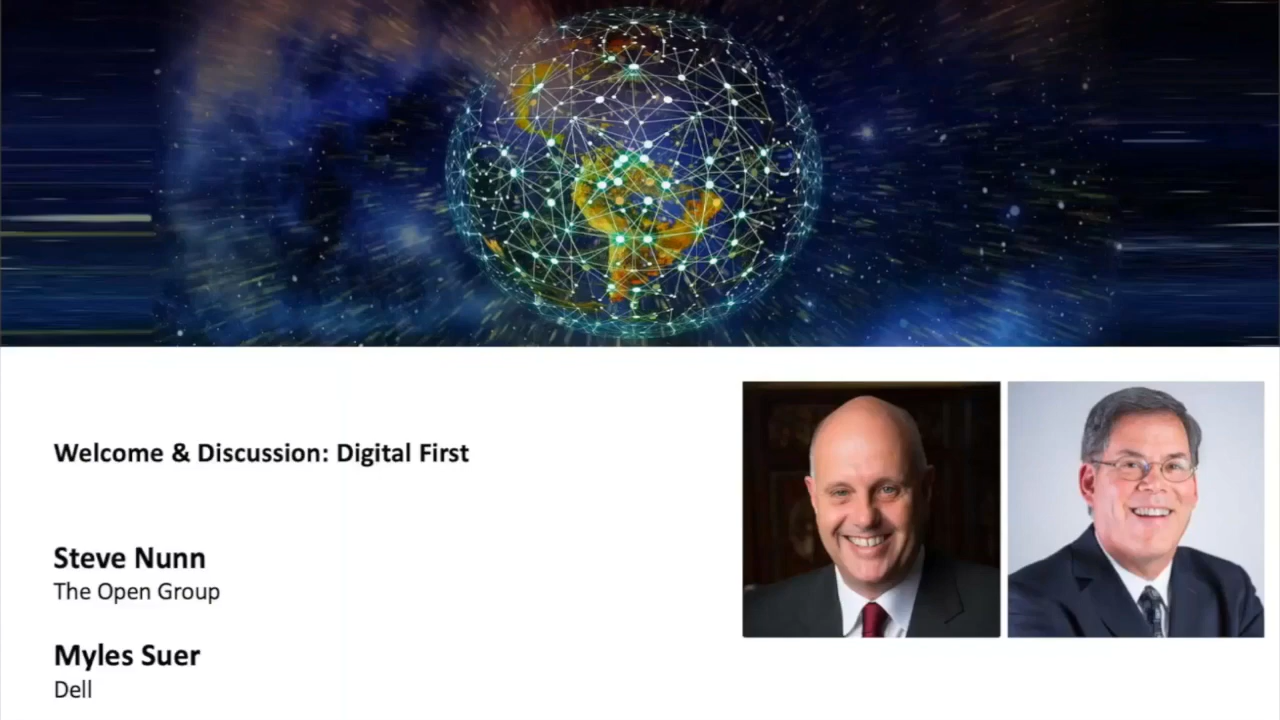 Welcome & Discussion: Digital First
Steve Nunn
The Open Group
Myles Suer
Dell